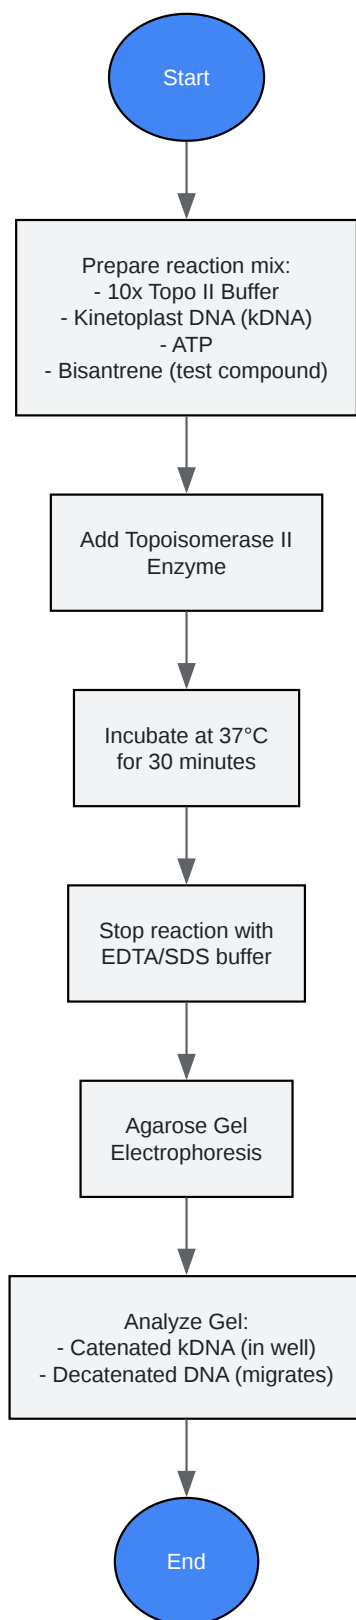 Start
Prepare reaction mix:
- 10x Topo II Buffer
- Kinetoplast DNA (kDNA)
- ATP
- Bisantrene (test compound)
Add Topoisomerase II
Enzyme
Incubate at 37°C
for 30 minutes
Stop reaction with
EDTA/SDS buffer
Agarose Gel
Electrophoresis
Analyze Gel:
- Catenated kDNA (in well)
- Decatenated DNA (migrates)
End